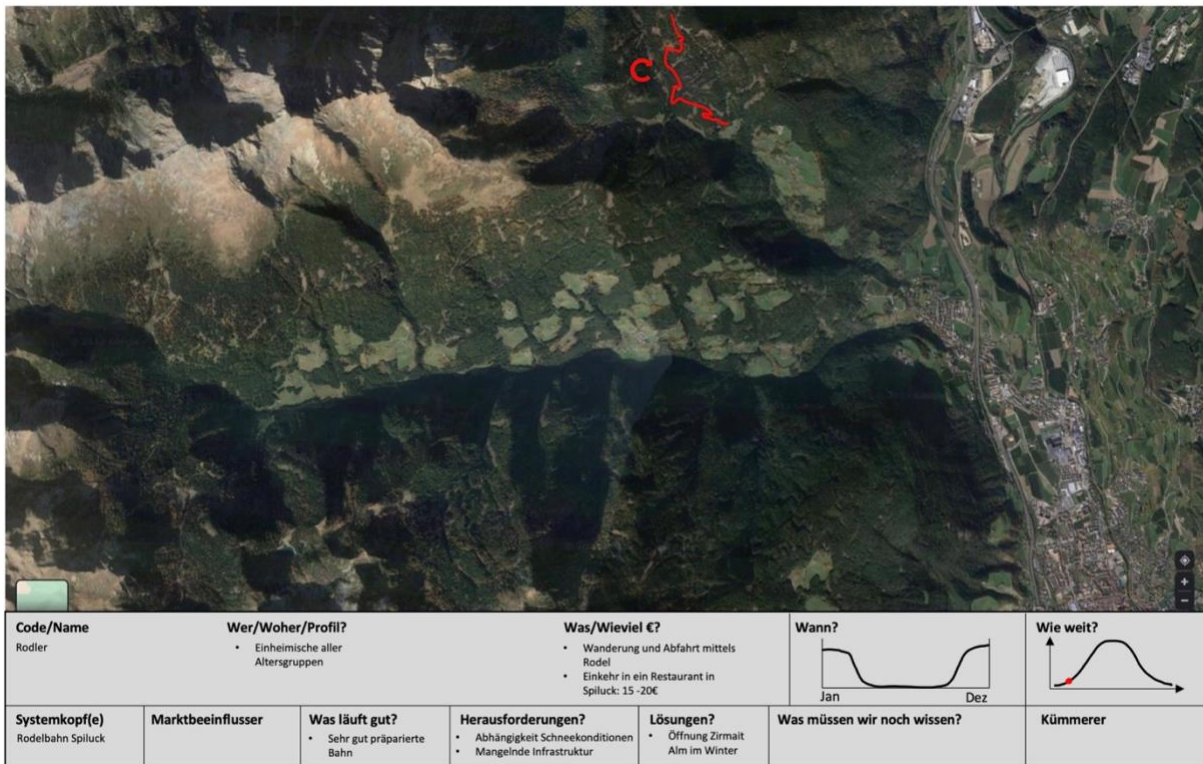 C
Code/Name
Rodler
Wer/Woher/Profil?
• Einheimische aller
Altersgruppen
Was/Wieviel €?
• Wanderung und Abfahrt mittels
Rodel
• Einkehr in ein Restaurant in
Spiluck: 15 -20€
Wann?
Jan Dez
Wie weit?
Systemkopf(e)
Rodelbahn Spiluck
Marktbeeinflusser
Was läuft gut?
• Sehr gut präparierte
Bahn
Herausforderungen?
• Abhängigkeit Schneekonditionen
• Mangelnde Infrastruktur
Lösungen?
• Öffnung Zirmait
Alm im Winter
Was müssen wir noch wissen?
Kümmerer